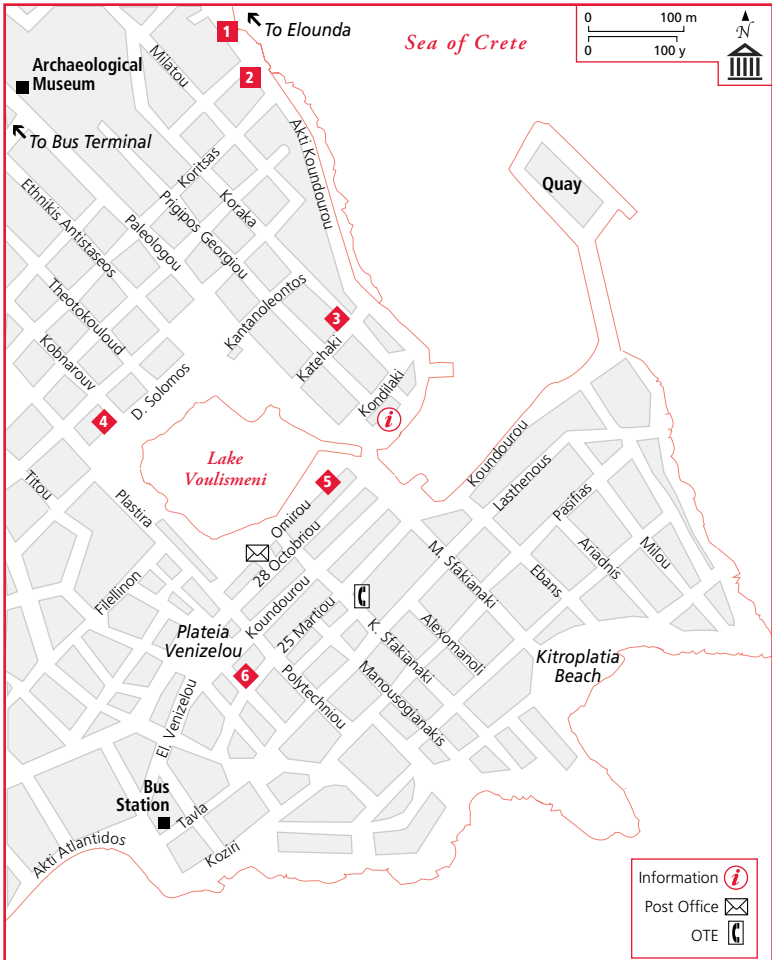 1
To Elounda
Sea of Crete
0 100 m
0 100 y
N
2
Milatou
Archaeological
Museum
To Bus Terminal
Akti Koundourou
Koritsas
Koraka
Quay
Ethnikis Antistaseos
Paleologou
Prigipos Georgiou
Theotokouloud
Kantanoleontos
3
Kobnarouv
Katehaki
D. Solomos
Kondilaki
4
i
Koundourou
Lake
Voulismeni
5
Titou
Plastira
Omirou
28 Octobriou
Lasthenous
Pasifias
Milou
Ariadnis
Ebans
M. Sfakianaki
Filellinon
Koundourou
25 Martiou
K. Sfakianaki
Alexomanoli
Plateia
Venizelou
Kitroplatia
Beach
6
Polytechniou
Manousogianakis
El. Venizelou
Bus
Station
Tavla
Koziri
Akti Atlantidos
Information i
Post Office
OTE